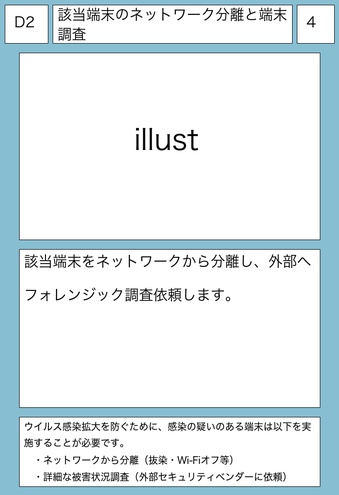 D2
該当端末のネットワーク分離と端末
調査
4
illust
該当端末をネットワークから分離し、外部へ
フォレンジック調査依頼します。
ウイルス感染拡大を防ぐために、感染の疑いのある端末は以下を実
施することが必要です。
・ネットワークから分離（抜染・Wi-Fiオフ等）
・詳細な被害状況調査（外部セキュリティベンダーに依頼）